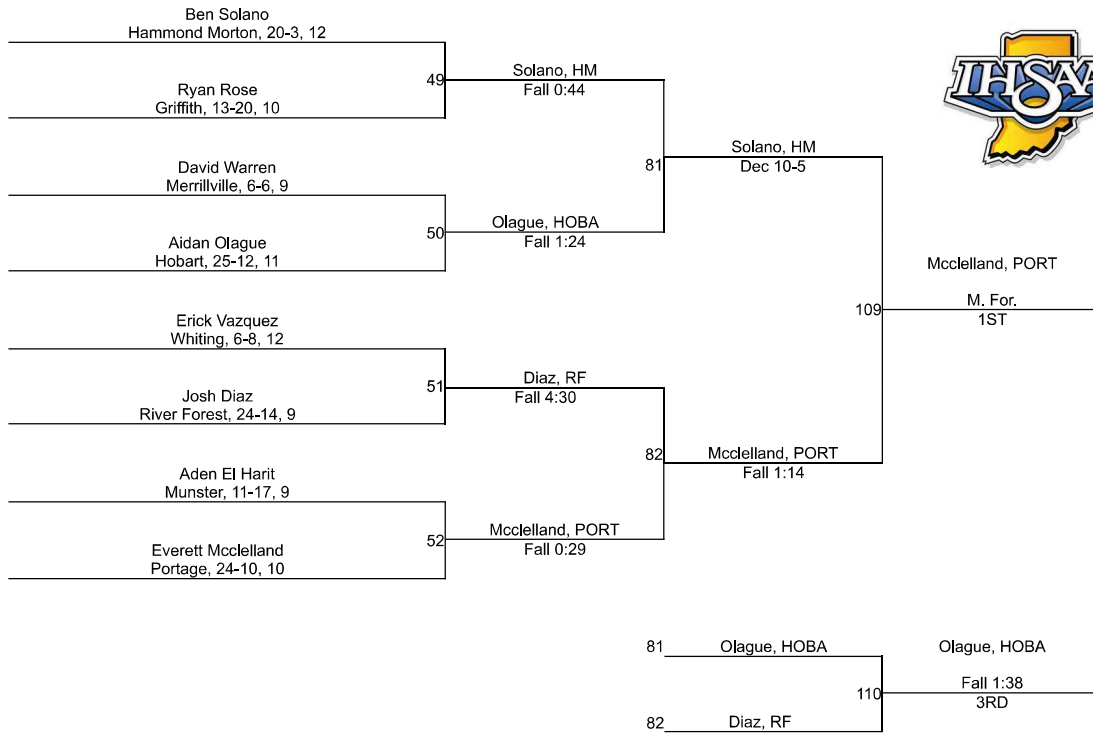 Ben Solano
Hammond Morton, 20-3, 12
Ryan Rose
Griffith, 13-20, 10
David Warren
Merrillville, 6-6, 9
Aidan Olague
Hobart, 25-12, 11
Erick Vazquez
Whiting, 6-8, 12
Josh Diaz
River Forest, 24-14, 9
Aden El Harit
Munster, 11-17, 9
Everett Mcclelland
Portage, 24-10, 10
49
Solano, HM
Fall 0:44
50
Olague, HOBA
Fall 1:24
51
Diaz, RF
Fall 4:30
52
Mcclelland, PORT
Fall 0:29
81
Solano, HM
Dec 10-5
82
Mcclelland, PORT
Fall 1:14
IHSAA
109
Mcclelland, PORT
M. For.
1ST
81
Olague, HOBA
82
Diaz, RF
110
Olague, HOBA
Fall 1:38
3RD